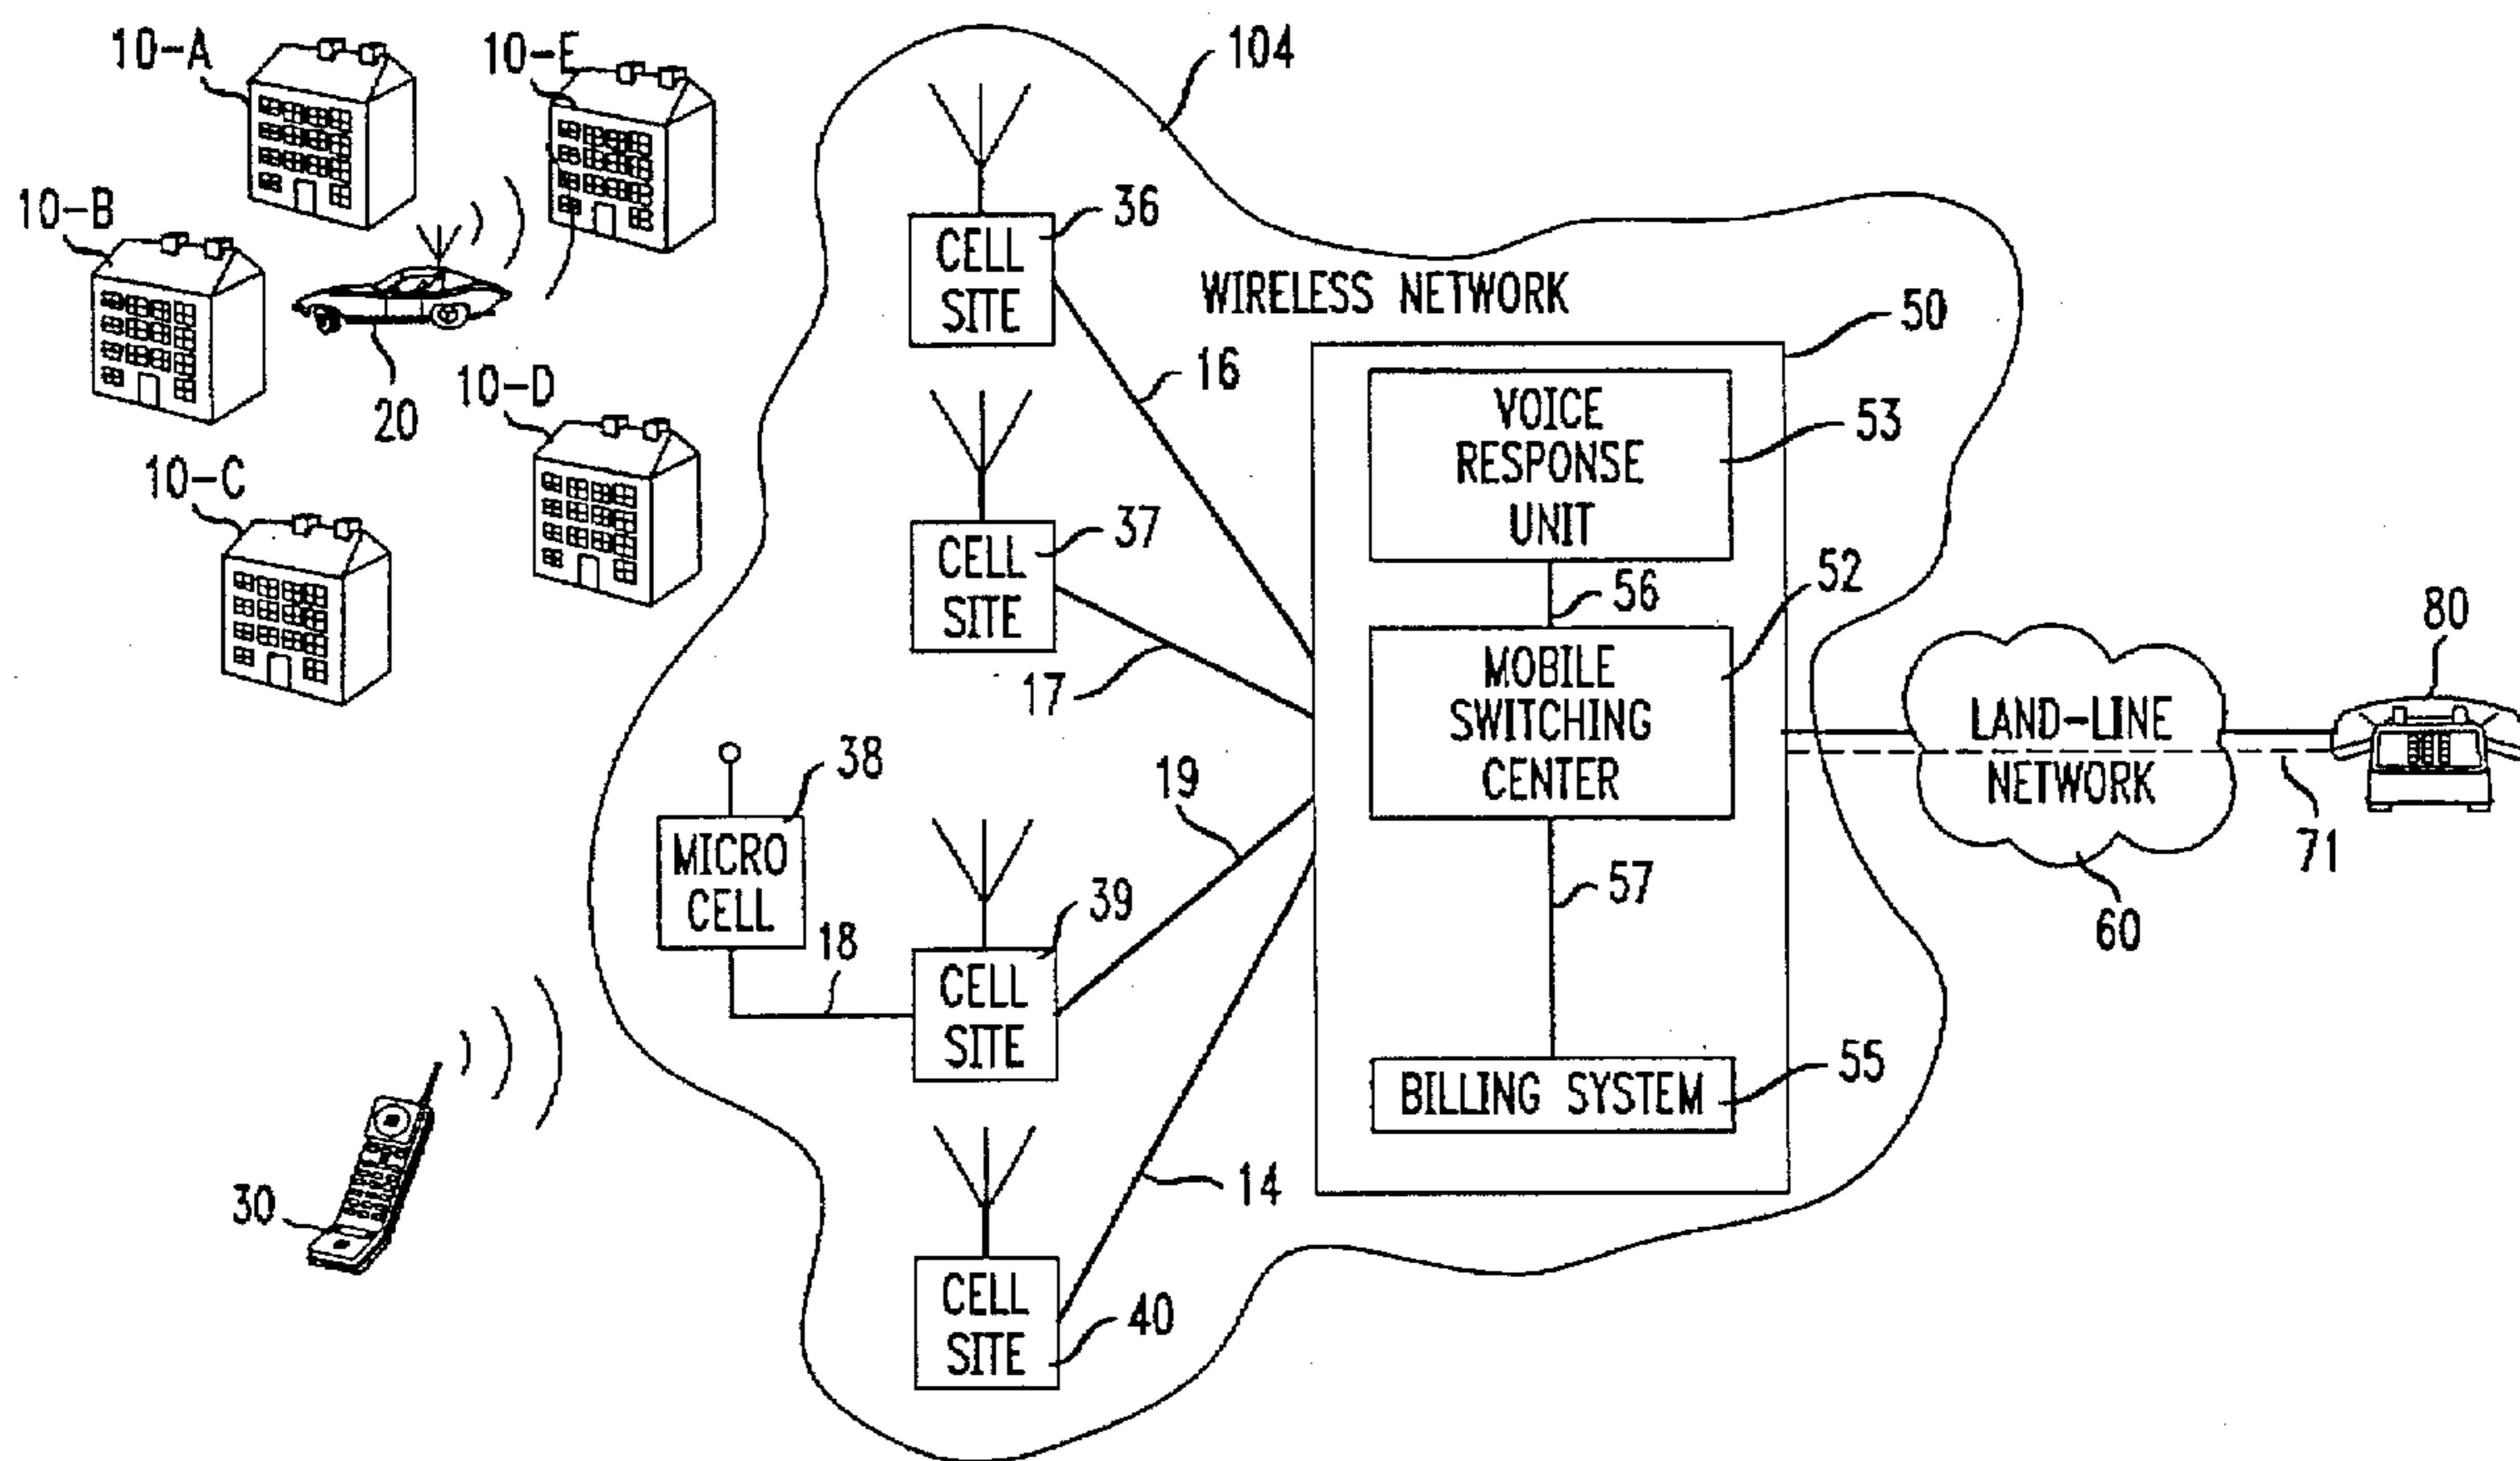 10-A
10-E
104
10-B
36
CELL
SITE
WIRELESS NETWORK
50
16
20
10-D
VOICE
RESPONSE
UNIT
53
10-C
37
CELL
SITE
56
52
17
MOBILE
SWITCHING
CENTER
80
LAND-LINE
NETWORK
71
60
38
MICRO
CELL
19
18
39
CELL
SITE
57
BILLING SYSTEM
55
30
14
CELL
SITE
40